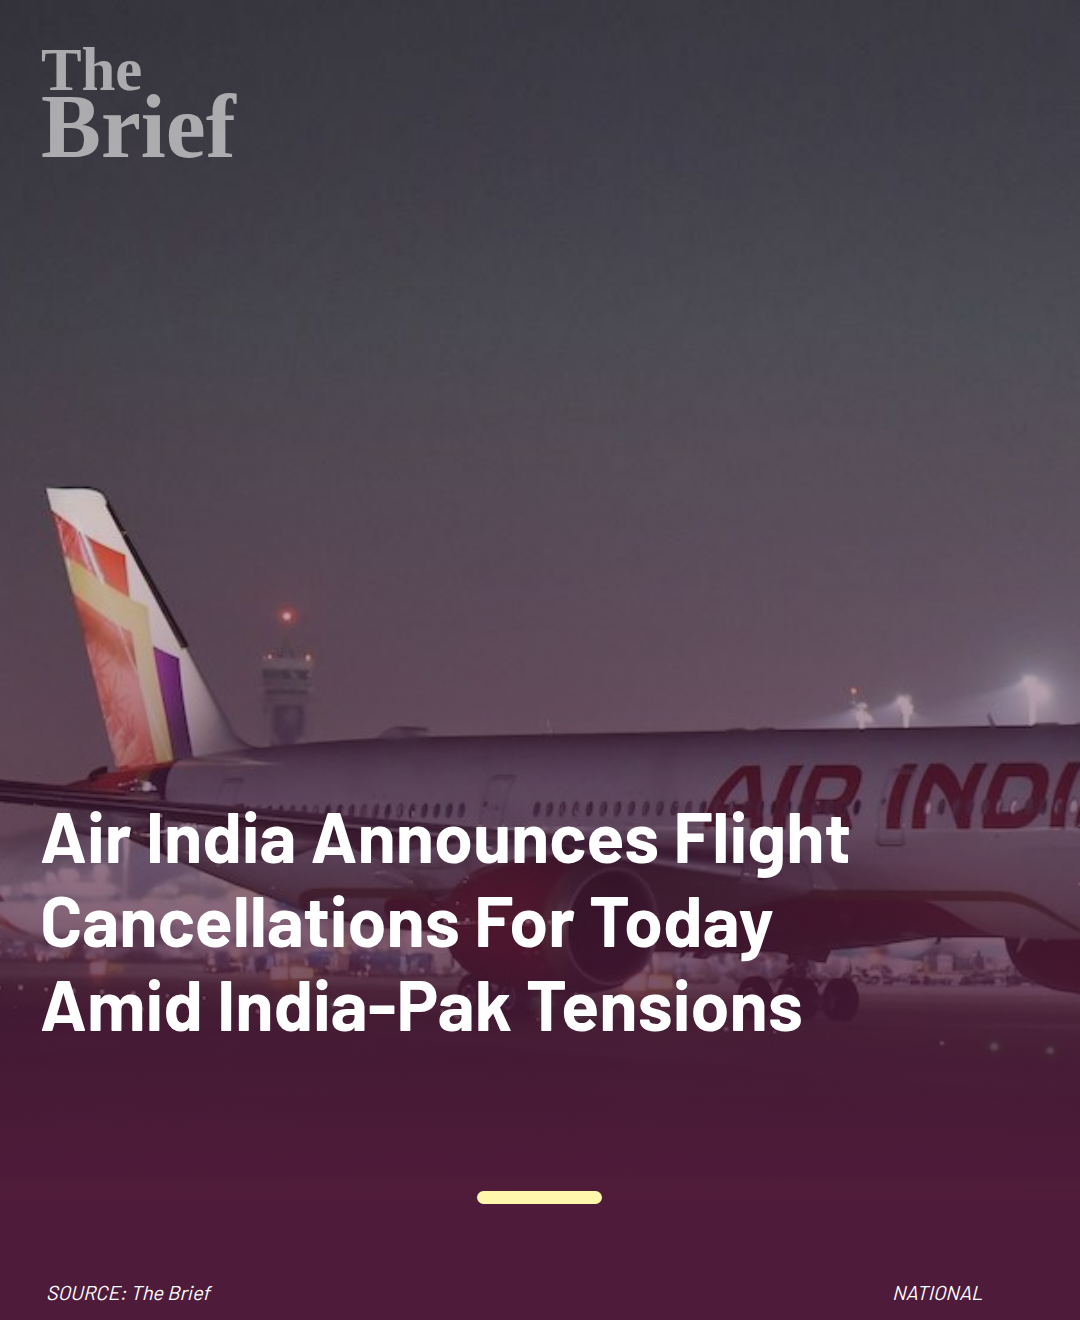 The
Brief
AIR INDI
Air India Announces Flight
Cancellations For Today
Amid India-Pak Tensions
SOURCE: The Brief
NATIONAL